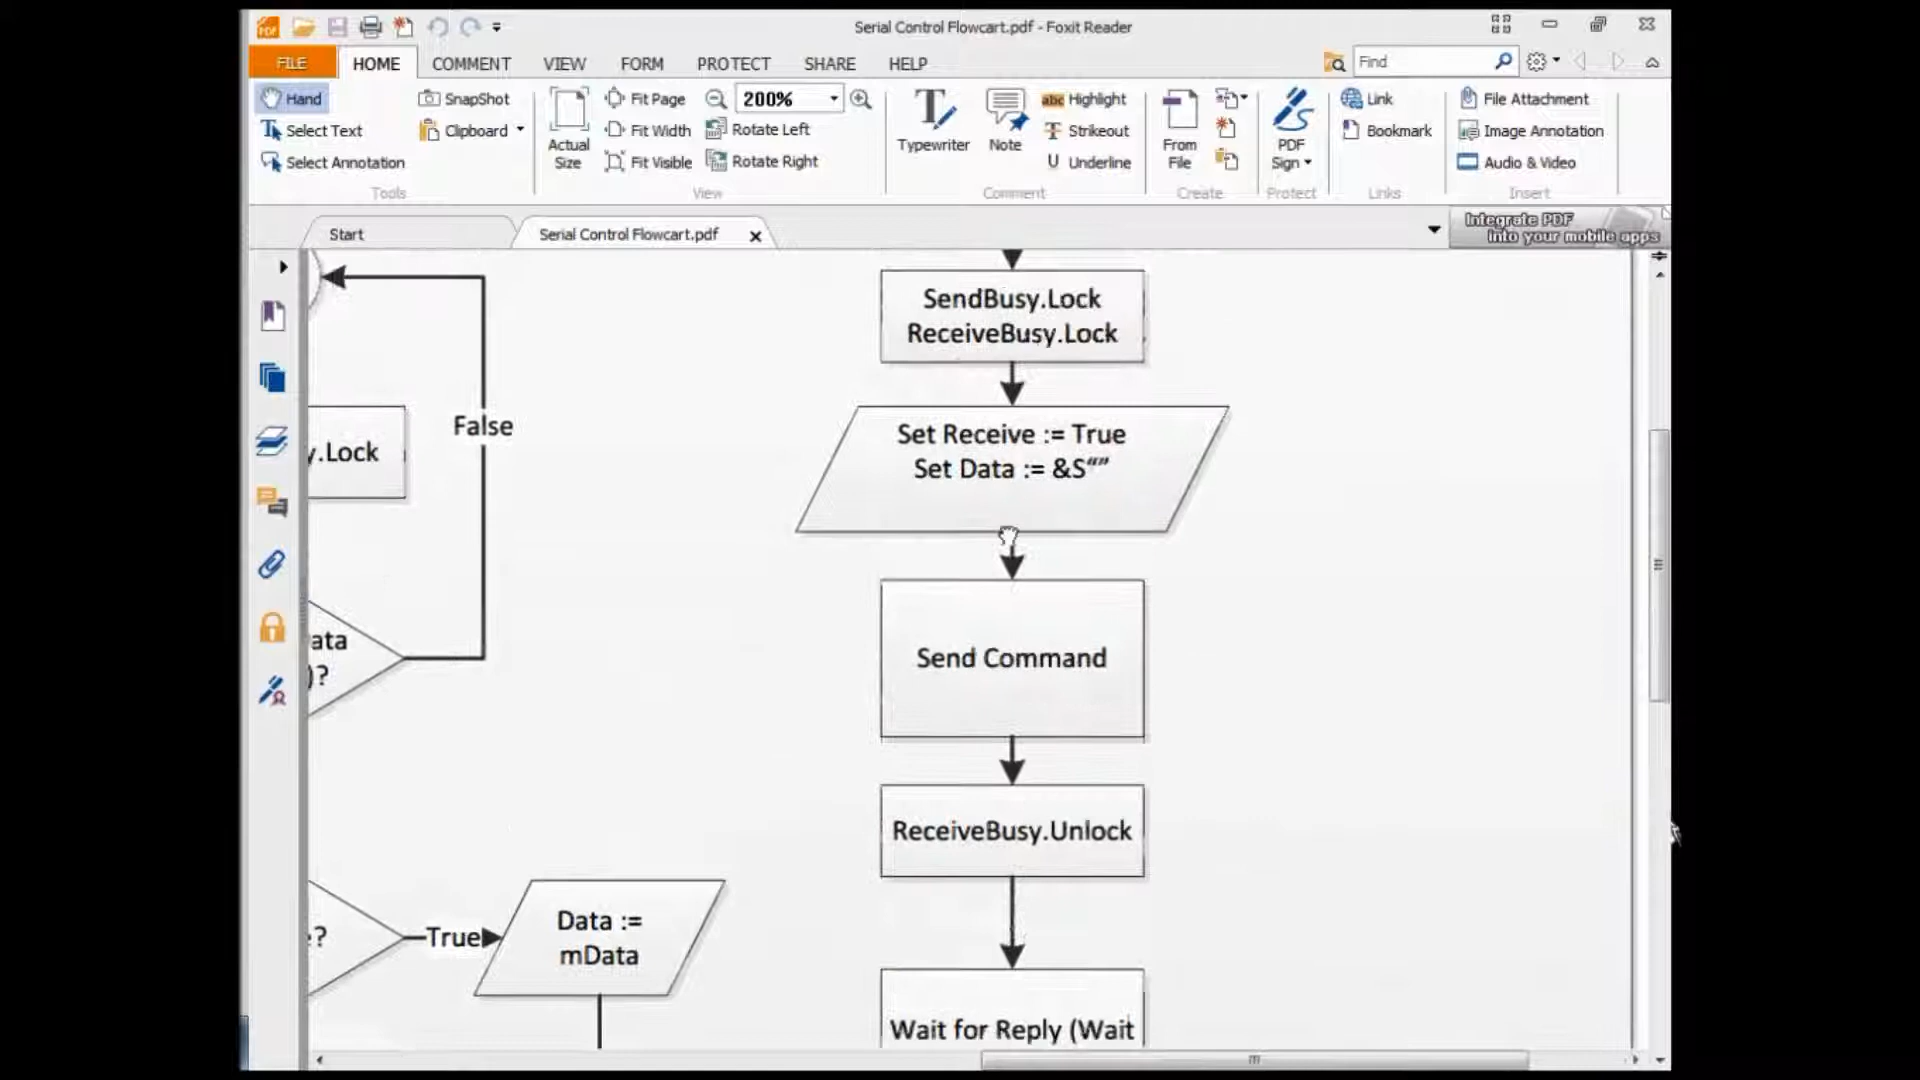 Serial Control Flowcart.pdf - Foxit Reader
FILE
HOME
COMMENT
VIEW
FORM
PROTECT
SHARE
HELP
Find
Hand
Select Text
Select Annotation
SnapShot
Clipboard
Tools
Actual
Size
Fit Page
Fit Width
Fit Visible
200%
Rotate Left
Rotate Right
View
Typewriter
Note
abc Highlight
Strikeout
U Underline
Comment
From
File
Create
PDF
Sign
Protect
Link
Bookmark
Links
File Attachment
Image Annotation
Audio & Video
Insert
Start
Serial Control Flowcart.pdf
Integrate PDF
into your mobile apps
SendBusy.Lock
ReceiveBusy.Lock
False
y.Lock
Set Receive := True
Set Data := &S“”
ata
)?
Send Command
ReceiveBusy.Unlock
e?
True
Data :=
mData
Wait for Reply (Wait